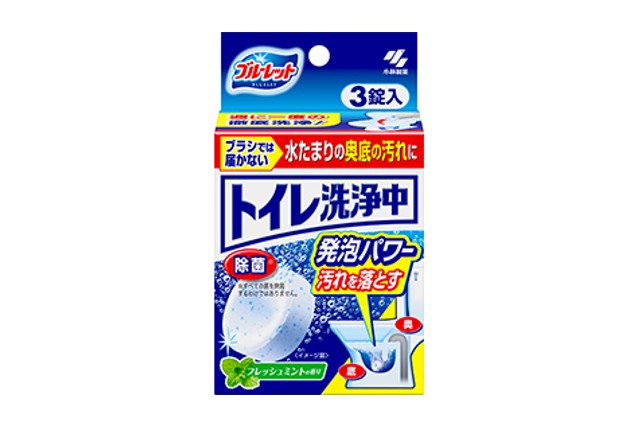 ブルーレット
BLUELET
小林製薬
3錠入
週に一度の
徹底洗浄!
ブラシでは
届かない
水たまりの奥底の汚れに
トイレ洗浄中
発泡パワー
汚れを落とす
除菌
※すべての菌を除菌
するわけではありません。
奥
底
〈イメージ図〉
フレッシュミントの香り